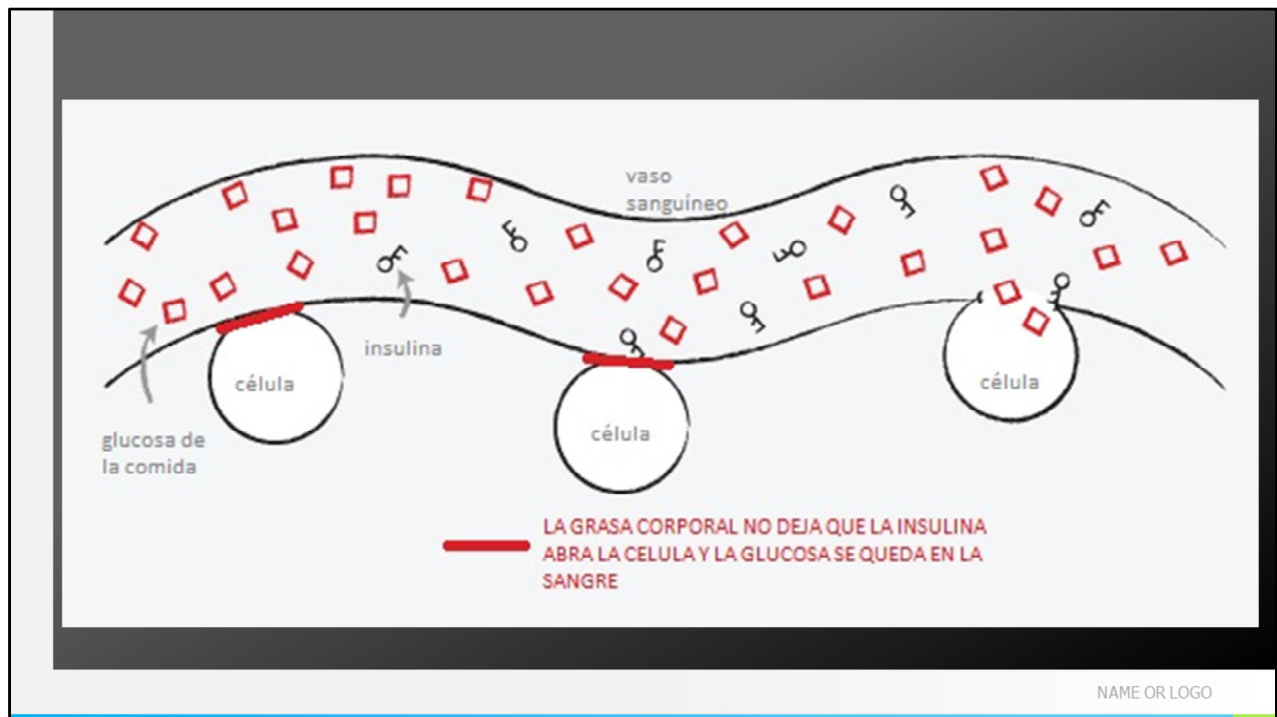 vaso
sanguíneo
insulina
célula
célula
célula
glucosa de
la comida
LA GRASA CORPORAL NO DEJA QUE LA INSULINA
ABRA LA CELULA Y LA GLUCOSA SE QUEDA EN LA
SANGRE
NAME OR LOGO